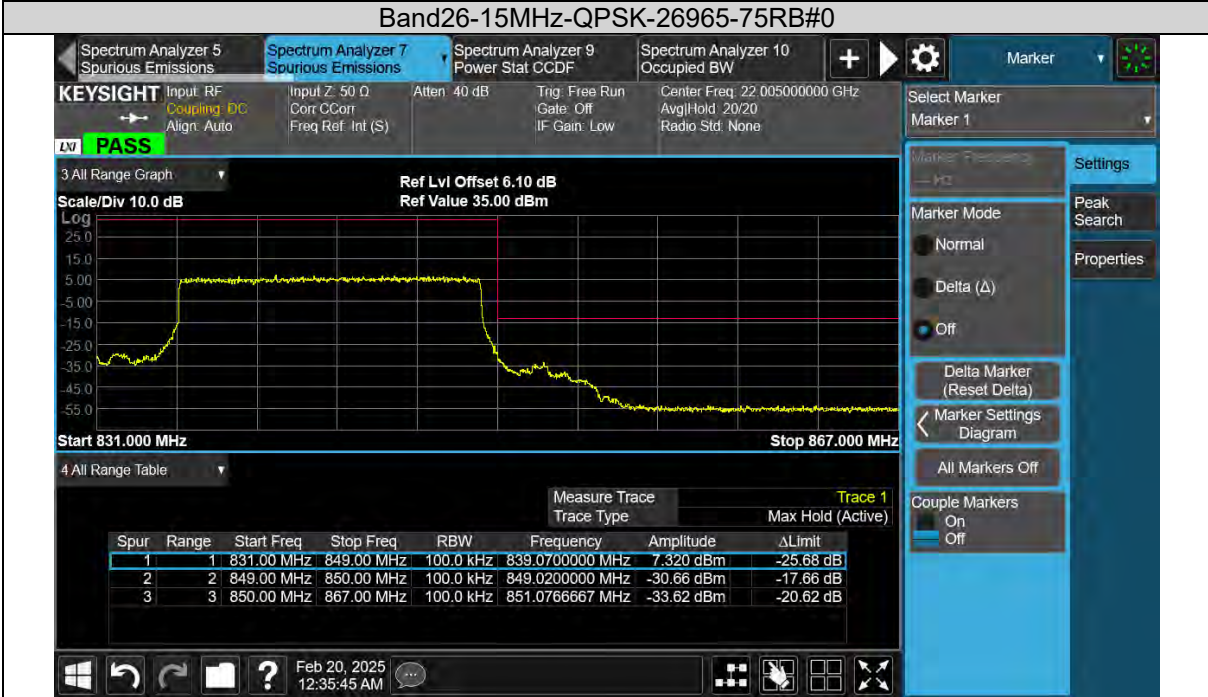 Band26-15MHz-QPSK-26965-75RB#0
Spectrum Analyzer 5
Spurious Emissions
Spectrum Analyzer 7
Spurious Emissions
Spectrum Analyzer 9
Power Stat CCDF
Spectrum Analyzer 10
Occupied BW
+
Marker
KEYSIGHT
Input: RF
Coupling: DC
Align: Auto
Input Z: 50 Ω
Corr CCorr
Freq Ref: Int (S)
Atten: 40 dB
Trig: Free Run
Gate: Off
IF Gain: Low
Center Freq: 22.005000000 GHz
Avg|Hold: 20/20
Radio Std: None
LXI PASS
Select Marker
Marker 1
Marker Frequency
--- Hz
Settings
Peak Search
Properties
Marker Mode
Normal
Delta (Δ)
Off
Delta Marker
(Reset Delta)
Marker Settings
Diagram
All Markers Off
Couple Markers
On
Off
3 All Range Graph
Ref Lvl Offset 6.10 dB
Scale/Div 10.0 dB
Ref Value 35.00 dBm
Log
25.0
15.0
5.00
-5.00
-15.0
-25.0
-35.0
-45.0
-55.0
Start 831.000 MHz
Stop 867.000 MHz
4 All Range Table
Measure Trace Trace 1
Trace Type Max Hold (Active)
Spur Range Start Freq Stop Freq RBW Frequency Amplitude ΔLimit
1 1 831.00 MHz 849.00 MHz 100.0 kHz 839.0700000 MHz 7.320 dBm -25.68 dB
2 2 849.00 MHz 850.00 MHz 100.0 kHz 849.0200000 MHz -30.66 dBm -17.66 dB
3 3 850.00 MHz 867.00 MHz 100.0 kHz 851.0766667 MHz -33.62 dBm -20.62 dB
?
Feb 20, 2025
12:35:45 AM